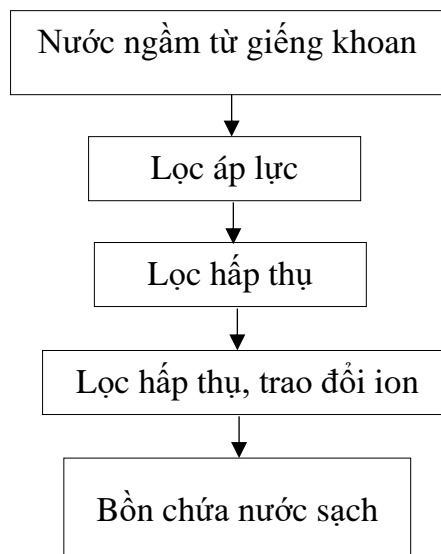 Nước ngầm từ giếng khoan
Lọc áp lực
Lọc hấp thụ
Lọc hấp thụ, trao đổi ion
Bồn chứa nước sạch